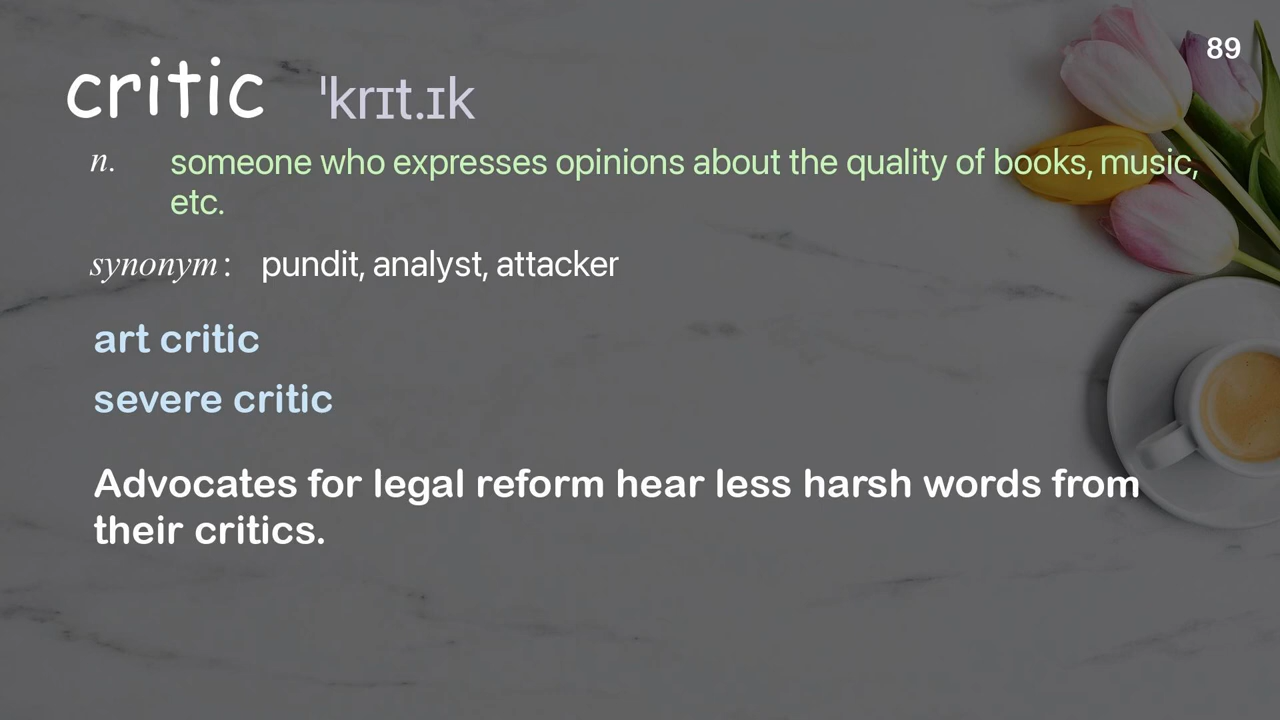 89
critic ˈkrɪt.ɪk
n. someone who expresses opinions about the quality of books, music,
etc.
synonym: pundit, analyst, attacker
art critic
severe critic
Advocates for legal reform hear less harsh words from
their critics.